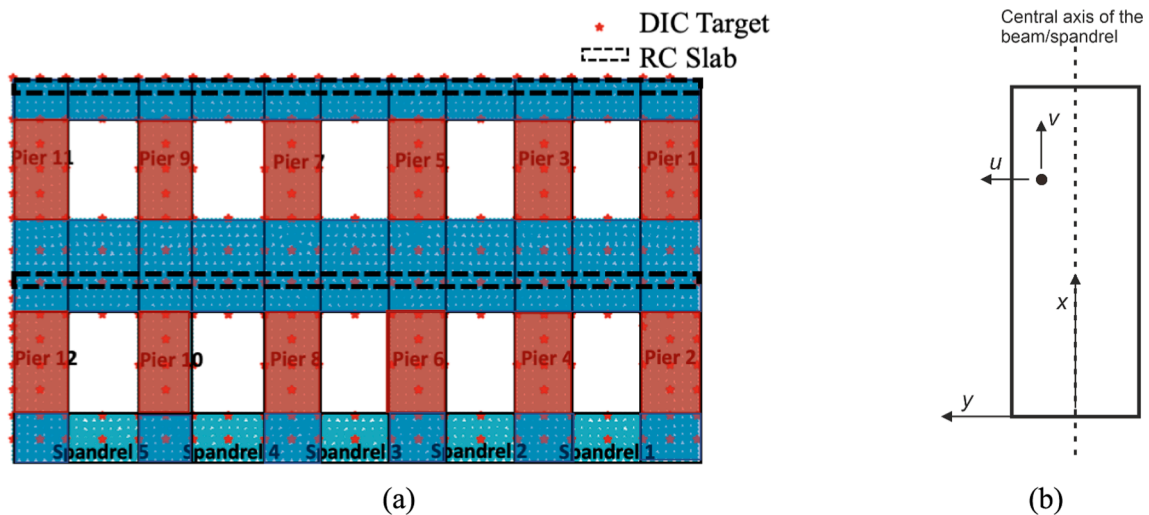 DIC Target
RC Slab
Pier 11
Pier 9
Pier 7
Pier 5
Pier 3
Pier 1
Pier 12
Pier 10
Pier 8
Pier 6
Pier 4
Pier 2
Spandrel 5
Spandrel 4
Spandrel 3
Spandrel 2
Spandrel 1
(a)
Central axis of the
beam/spandrel
v
u
x
y
(b)